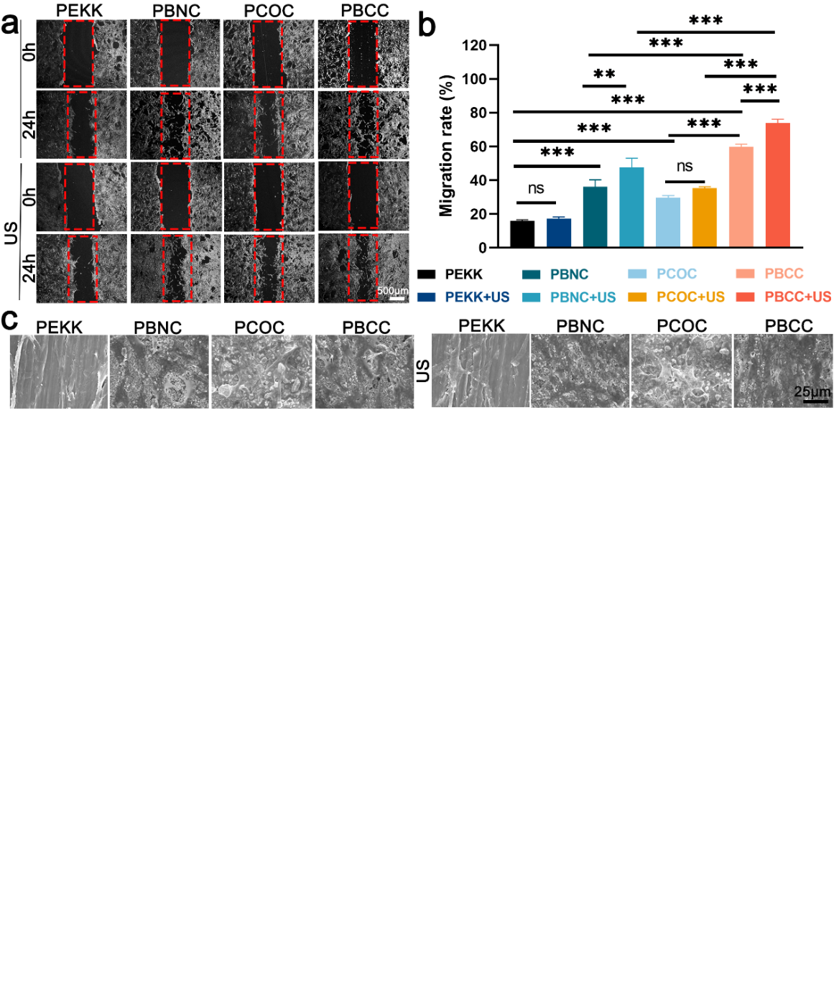 a
PEKK PBNC PCOC PBCC
0h
24h
US
0h
24h
500μm
b
Migration rate (%)
120
100
80
60
40
20
0
***
***
***
**
***
***
***
***
***
ns
ns
PEKK PBNC PCOC PBCC
PEKK+US PBNC+US PCOC+US PBCC+US
c
PEKK PBNC PCOC PBCC
US
PEKK PBNC PCOC PBCC
25μm